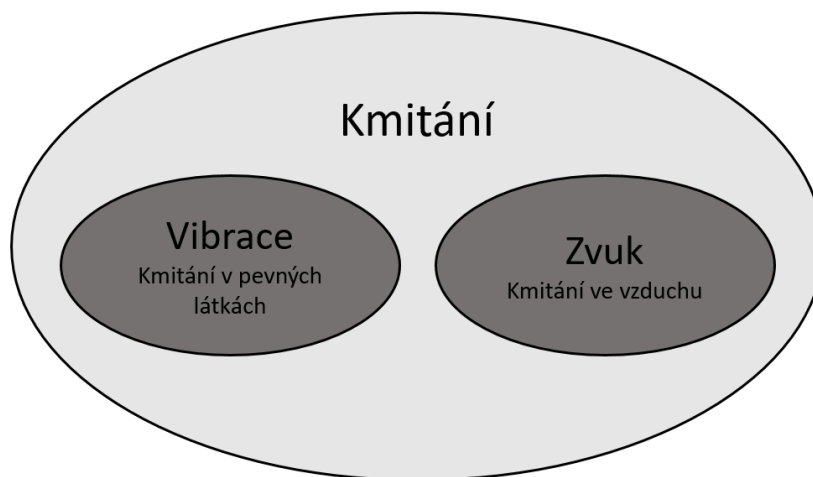 Kmitání
Vibrace
Kmitání v pevných
látkách
Zvuk
Kmitání ve vzduchu